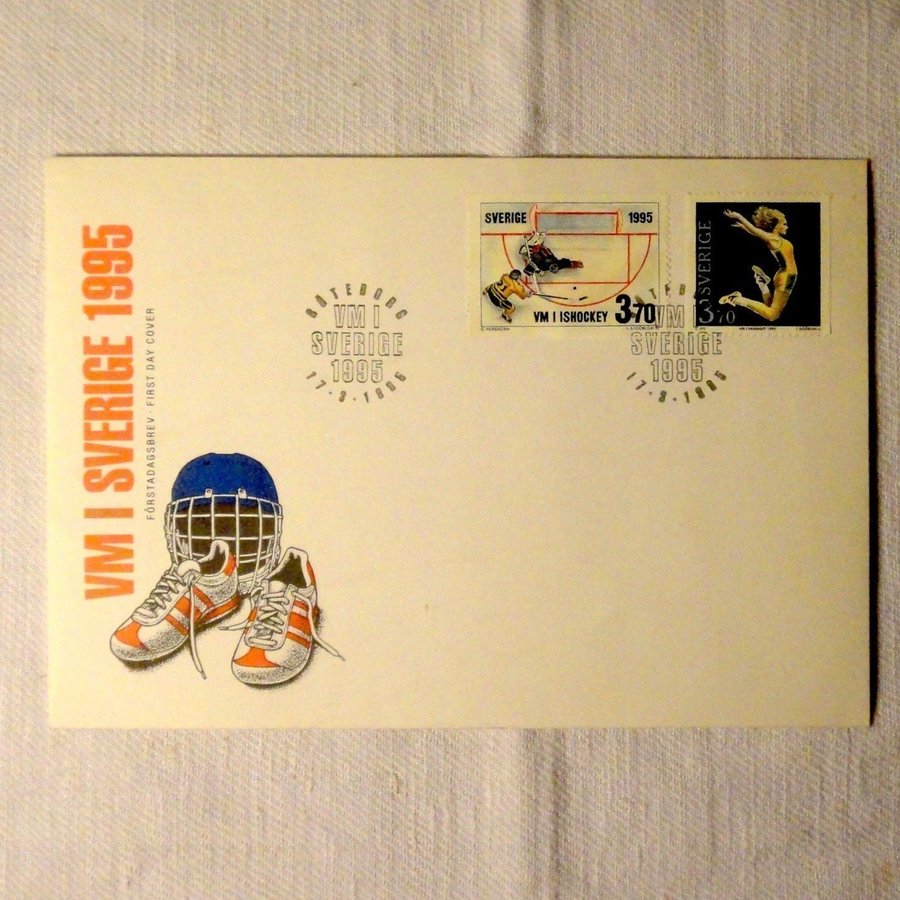 VM I SVERIGE 1995
FÖRSTADAGSBREV · FIRST DAY COVER
GÖTEBORG
VM I
SVERIGE
1995
17·3·1995
SVERIGE 1995
VM I ISHOCKEY 3·70
SVERIGE
3·70
VM I
SVERIGE
1995
17·3·1995